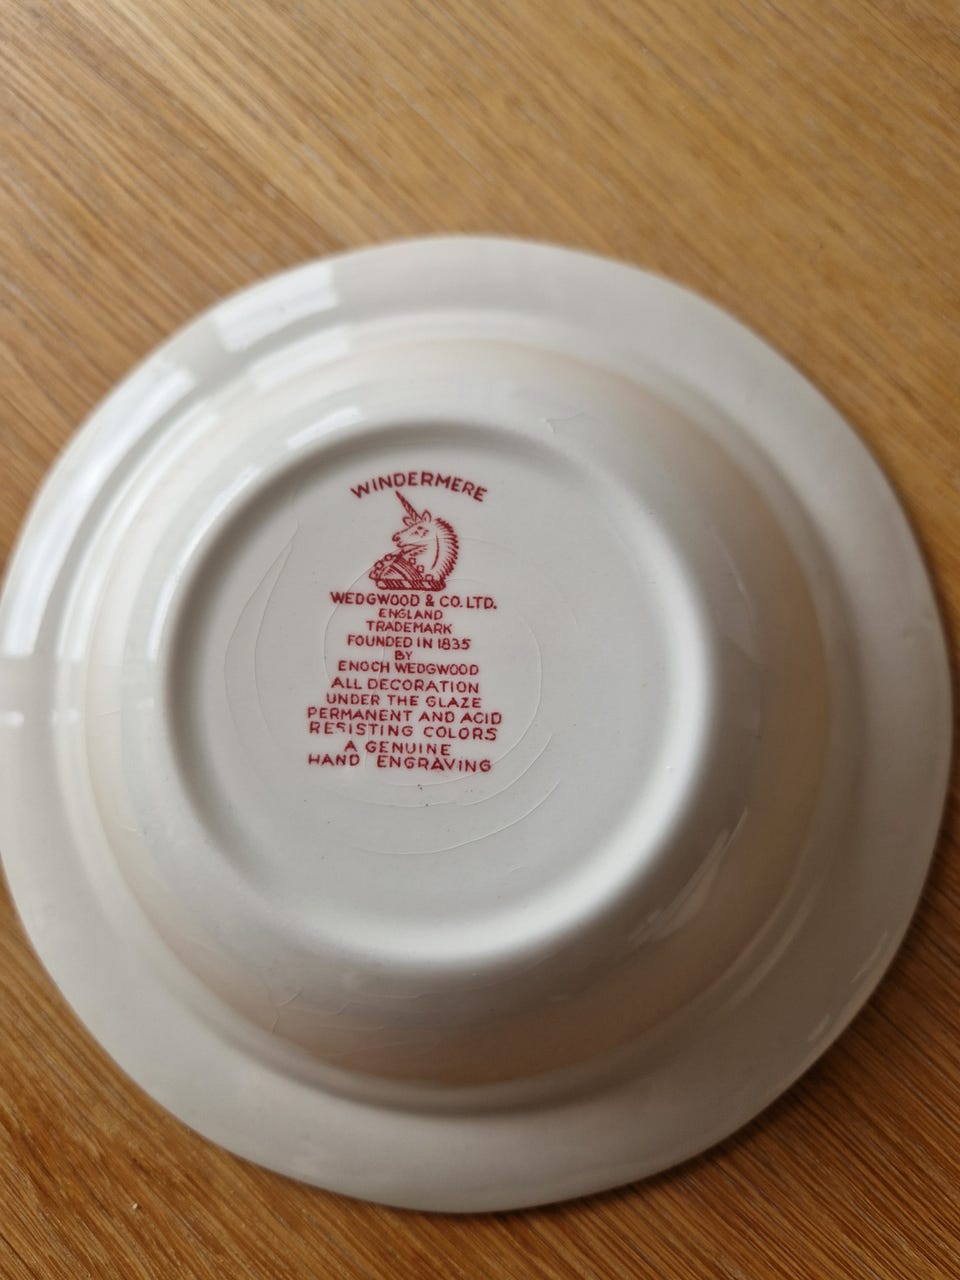 WINDERMERE
WEDGWOOD & CO. LTD.
ENGLAND
TRADEMARK
FOUNDED IN 1835
BY
ENOCH WEDGWOOD
ALL DECORATION
UNDER THE GLAZE
PERMANENT AND ACID
RESISTING COLORS
A GENUINE
HAND ENGRAVING